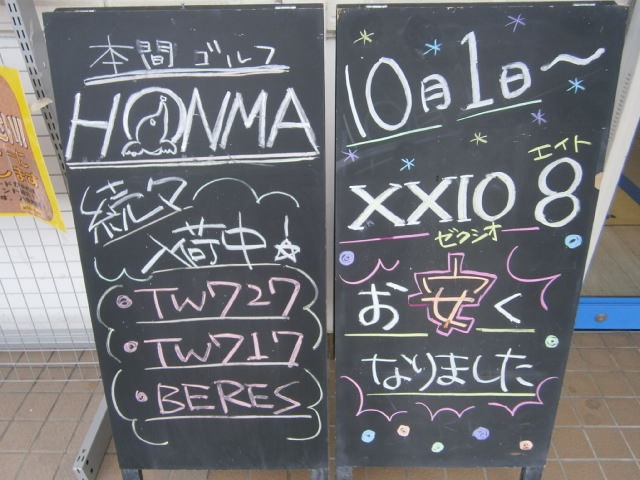 本間ゴルフ
HONMA
続々
入荷中!
TW727
TW717
BERES
10月1日〜
エイト
XXIO 8
ゼクシオ
お安く
なりました